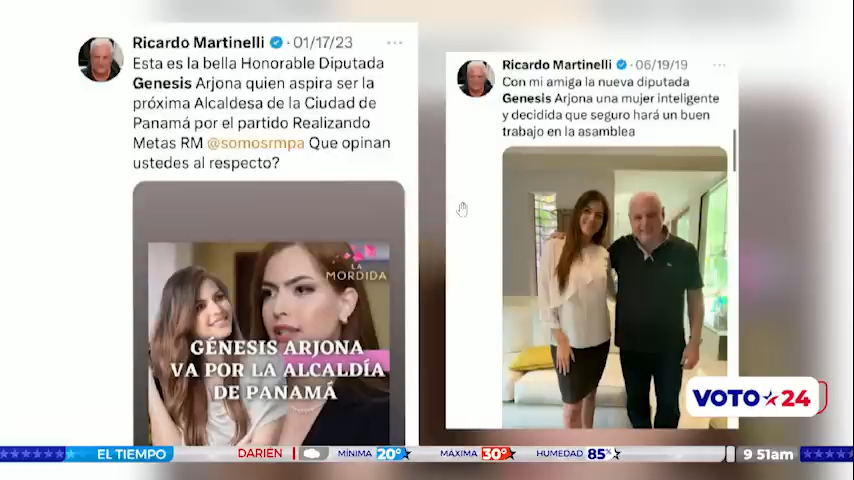 Ricardo Martinelli · 01/17/23 ...
Esta es la bella Honorable Diputada
Genesis Arjona quien aspira ser la
próxima Alcaldesa de la Ciudad de
Panamá por el partido Realizando
Metas RM @somosrmpa Que opinan
ustedes al respecto?
LA
MORDIDA
GÉNESIS ARJONA
VA POR LA ALCALDÍA
DE PANAMÁ
Ricardo Martinelli · 06/19/19 ...
Con mi amiga la nueva diputada
Genesis Arjona una mujer inteligente
y decidida que seguro hará un buen
trabajo en la asamblea
VOTO 24
EL TIEMPO DARIÉN MÍNIMA 20° MÁXIMA 30° HUMEDAD 85% 9 51am